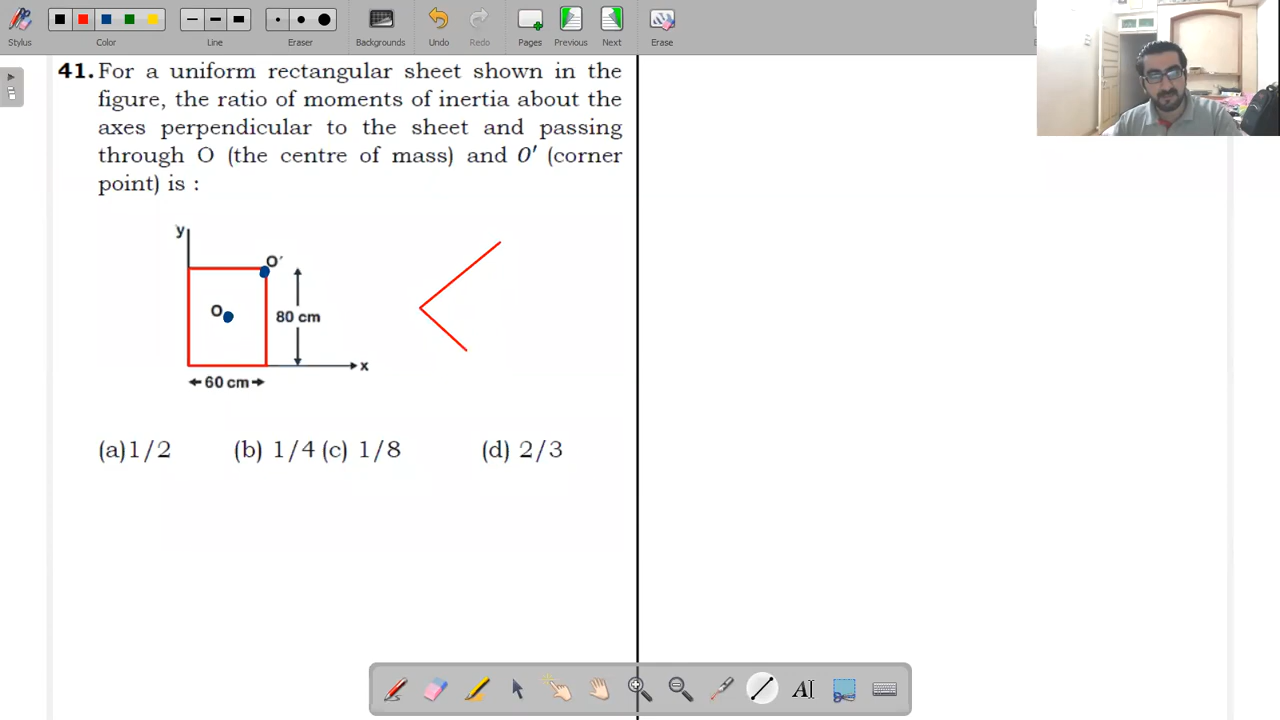 Stylus Color Line Eraser Backgrounds Undo Redo Pages Previous Next Erase
41. For a uniform rectangular sheet shown in the
figure, the ratio of moments of inertia about the
axes perpendicular to the sheet and passing
through O (the centre of mass) and O′ (corner
point) is :
y
O′
O
80 cm
x
60 cm
(a)1/2 (b) 1/4 (c) 1/8 (d) 2/3
AI